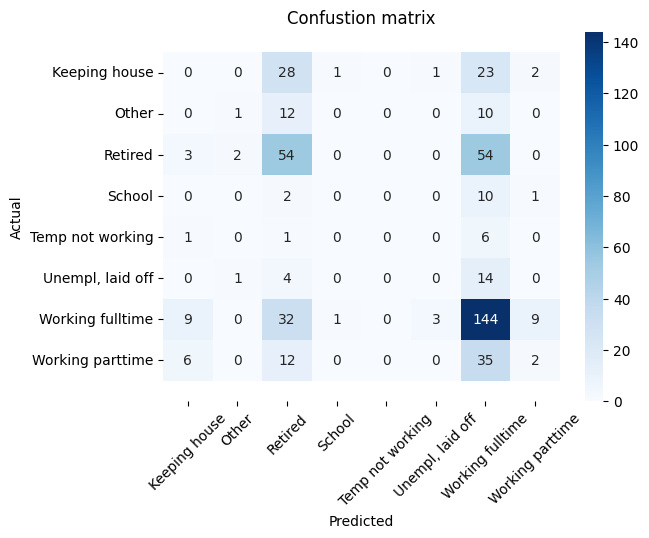 Confustion matrix
Actual
Keeping house 0 0 28 1 0 1 23 2
Other 0 1 12 0 0 0 10 0
Retired 3 2 54 0 0 0 54 0
School 0 0 2 0 0 0 10 1
Temp not working 1 0 1 0 0 0 6 0
Unempl, laid off 0 1 4 0 0 0 14 0
Working fulltime 9 0 32 1 0 3 144 9
Working parttime 6 0 12 0 0 0 35 2
Keeping house
Other
Retired
School
Temp not working
Unempl, laid off
Working fulltime
Working parttime
Predicted
140
120
100
80
60
40
20
0